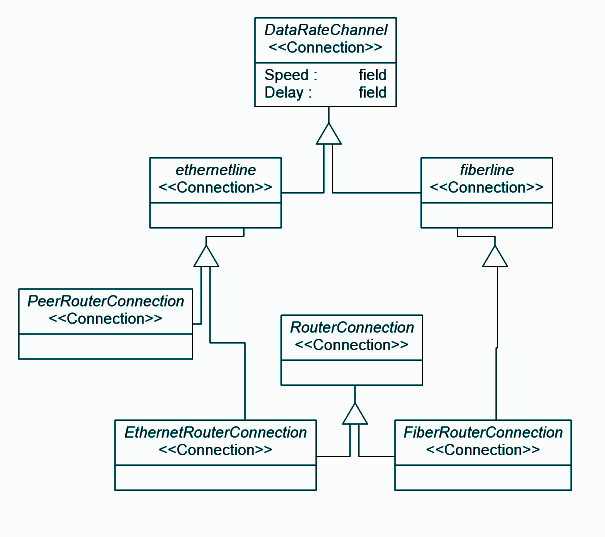 DataRateChannel
<<Connection>>
Speed : field
Delay : field
ethernetline
<<Connection>>
fiberline
<<Connection>>
PeerRouterConnection
<<Connection>>
RouterConnection
<<Connection>>
EthernetRouterConnection
<<Connection>>
FiberRouterConnection
<<Connection>>